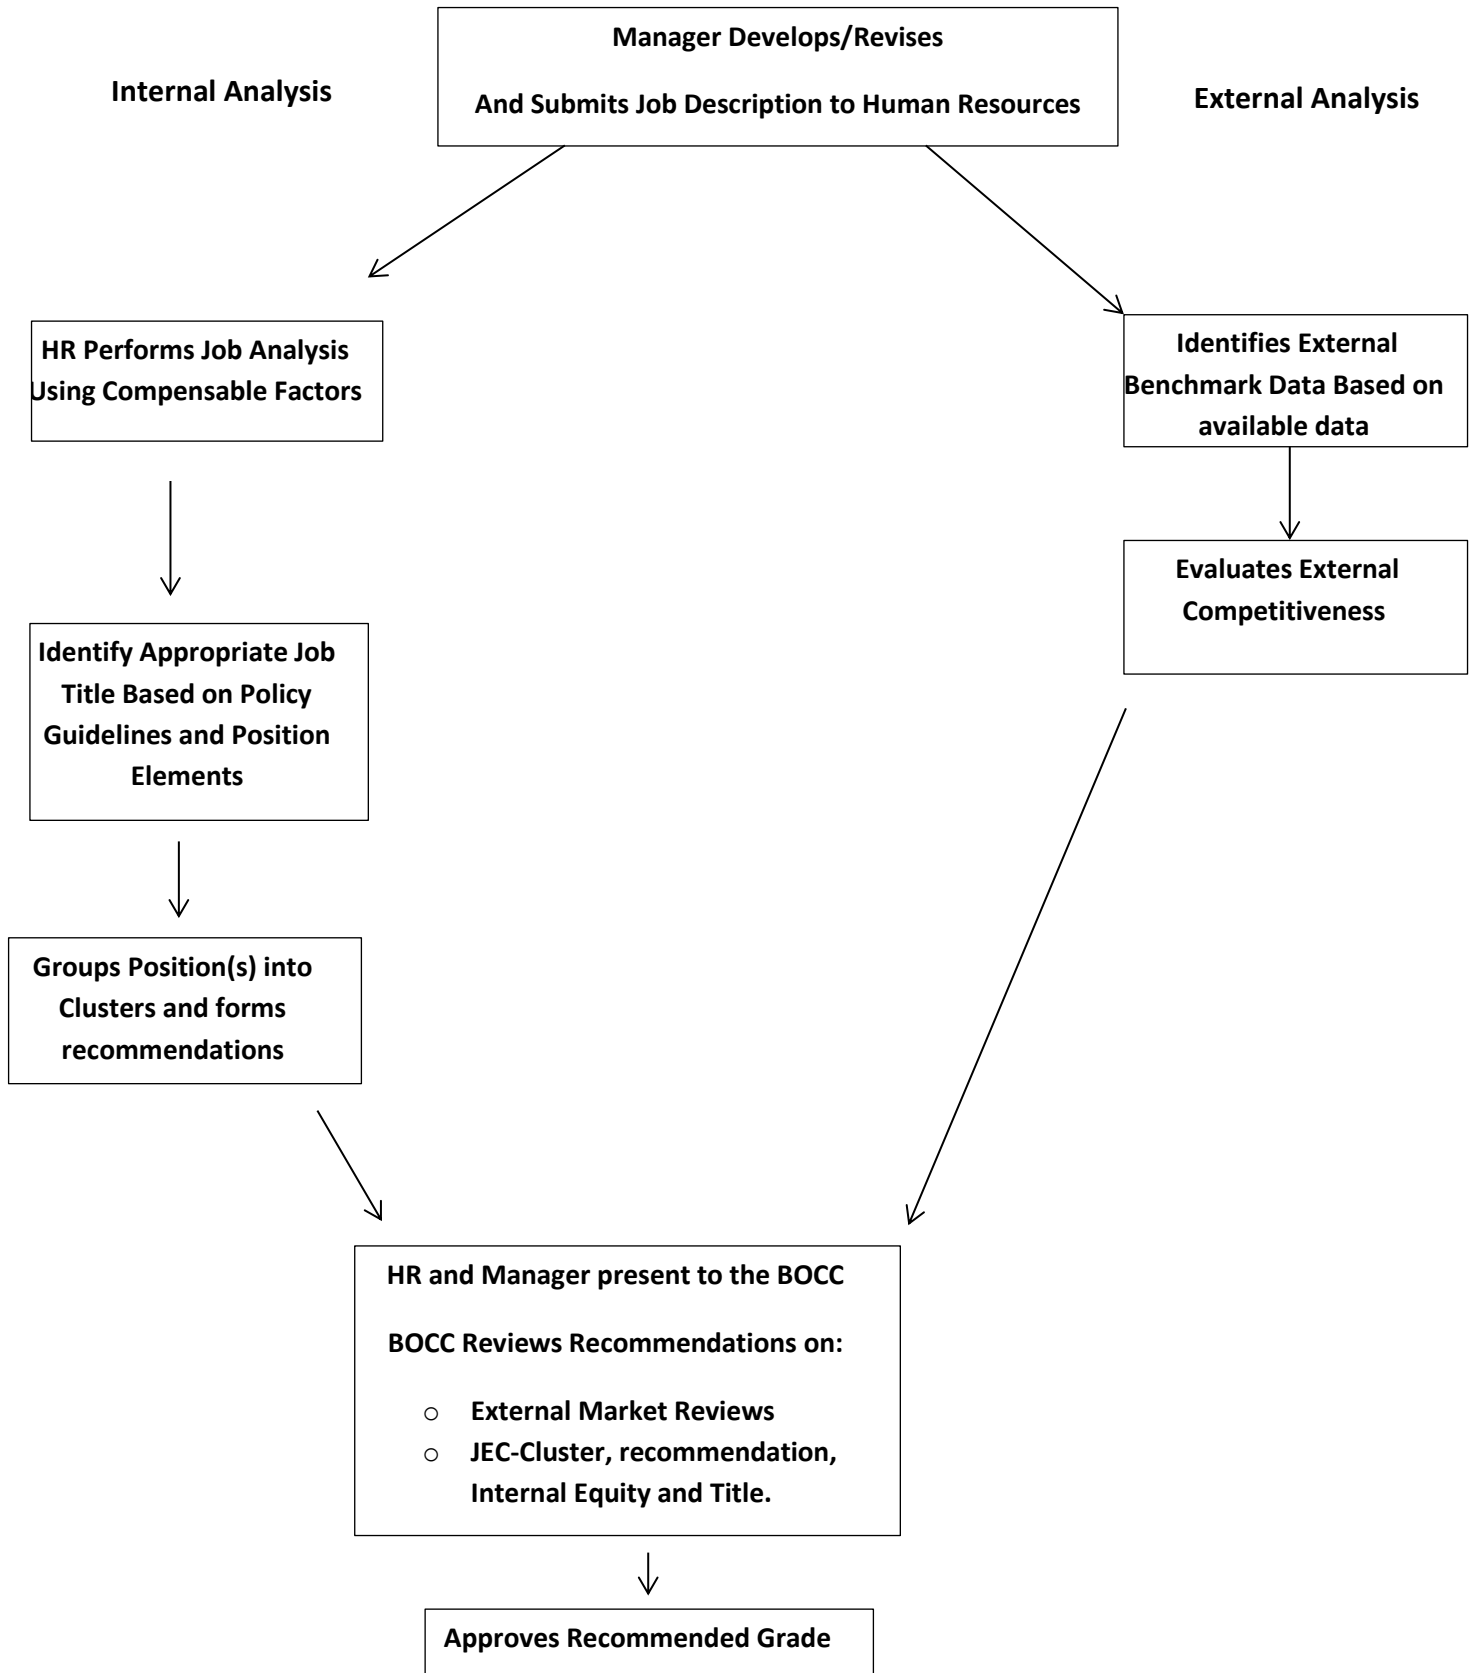 Manager Develops/Revises
And Submits Job Description to Human Resources
Internal Analysis
External Analysis
HR Performs Job Analysis
Using Compensable Factors
Identifies External
Benchmark Data Based on
available data
Evaluates External
Competitiveness
Identify Appropriate Job
Title Based on Policy
Guidelines and Position
Elements
Groups Position(s) into
Clusters and forms
recommendations
HR and Manager present to the BOCC
BOCC Reviews Recommendations on:
o External Market Reviews
o JEC-Cluster, recommendation,
Internal Equity and Title.
Approves Recommended Grade